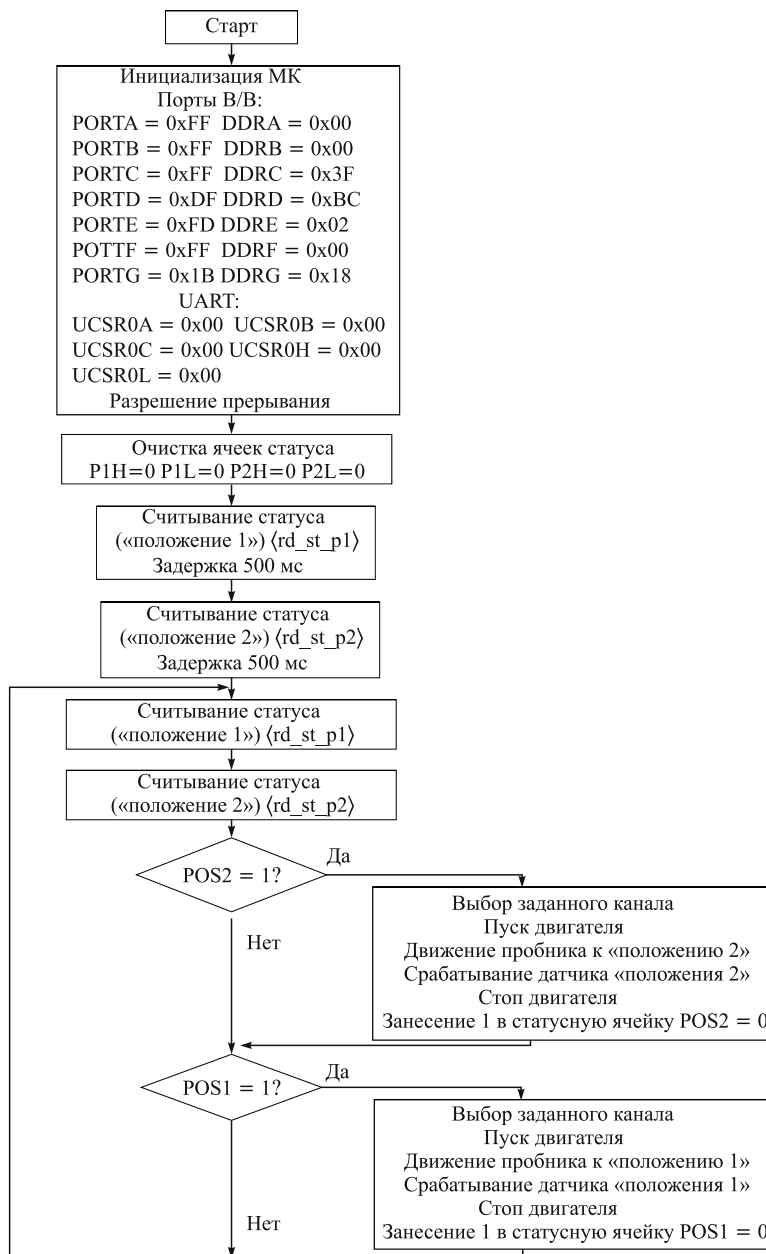 Старт
Инициализация МК
Порты В/В:
PORTA = 0xFF DDRA = 0x00
PORTB = 0xFF DDRB = 0x00
PORTC = 0xFF DDRC = 0x3F
PORTD = 0xDF DDRD = 0xBC
PORTE = 0xFD DDRE = 0x02
POTTF = 0xFF DDRF = 0x00
PORTG = 0x1B DDRG = 0x18
UART:
UCSR0A = 0x00 UCSR0B = 0x00
UCSR0C = 0x00 UCSR0H = 0x00
UCSR0L = 0x00
Разрешение прерывания
Очистка ячеек статуса
P1H=0 P1L=0 P2H=0 P2L=0
Считывание статуса
(«положение 1») ⟨rd_st_p1⟩
Задержка 500 мс
Считывание статуса
(«положение 2») ⟨rd_st_p2⟩
Задержка 500 мс
Считывание статуса
(«положение 1») ⟨rd_st_p1⟩
Считывание статуса
(«положение 2») ⟨rd_st_p2⟩
POS2 = 1?
Да
Нет
Выбор заданного канала
Пуск двигателя
Движение пробника к «положению 2»
Срабатывание датчика «положения 2»
Стоп двигателя
Занесение 1 в статусную ячейку POS2 = 0
POS1 = 1?
Да
Нет
Выбор заданного канала
Пуск двигателя
Движение пробника к «положению 1»
Срабатывание датчика «положения 1»
Стоп двигателя
Занесение 1 в статусную ячейку POS1 = 0